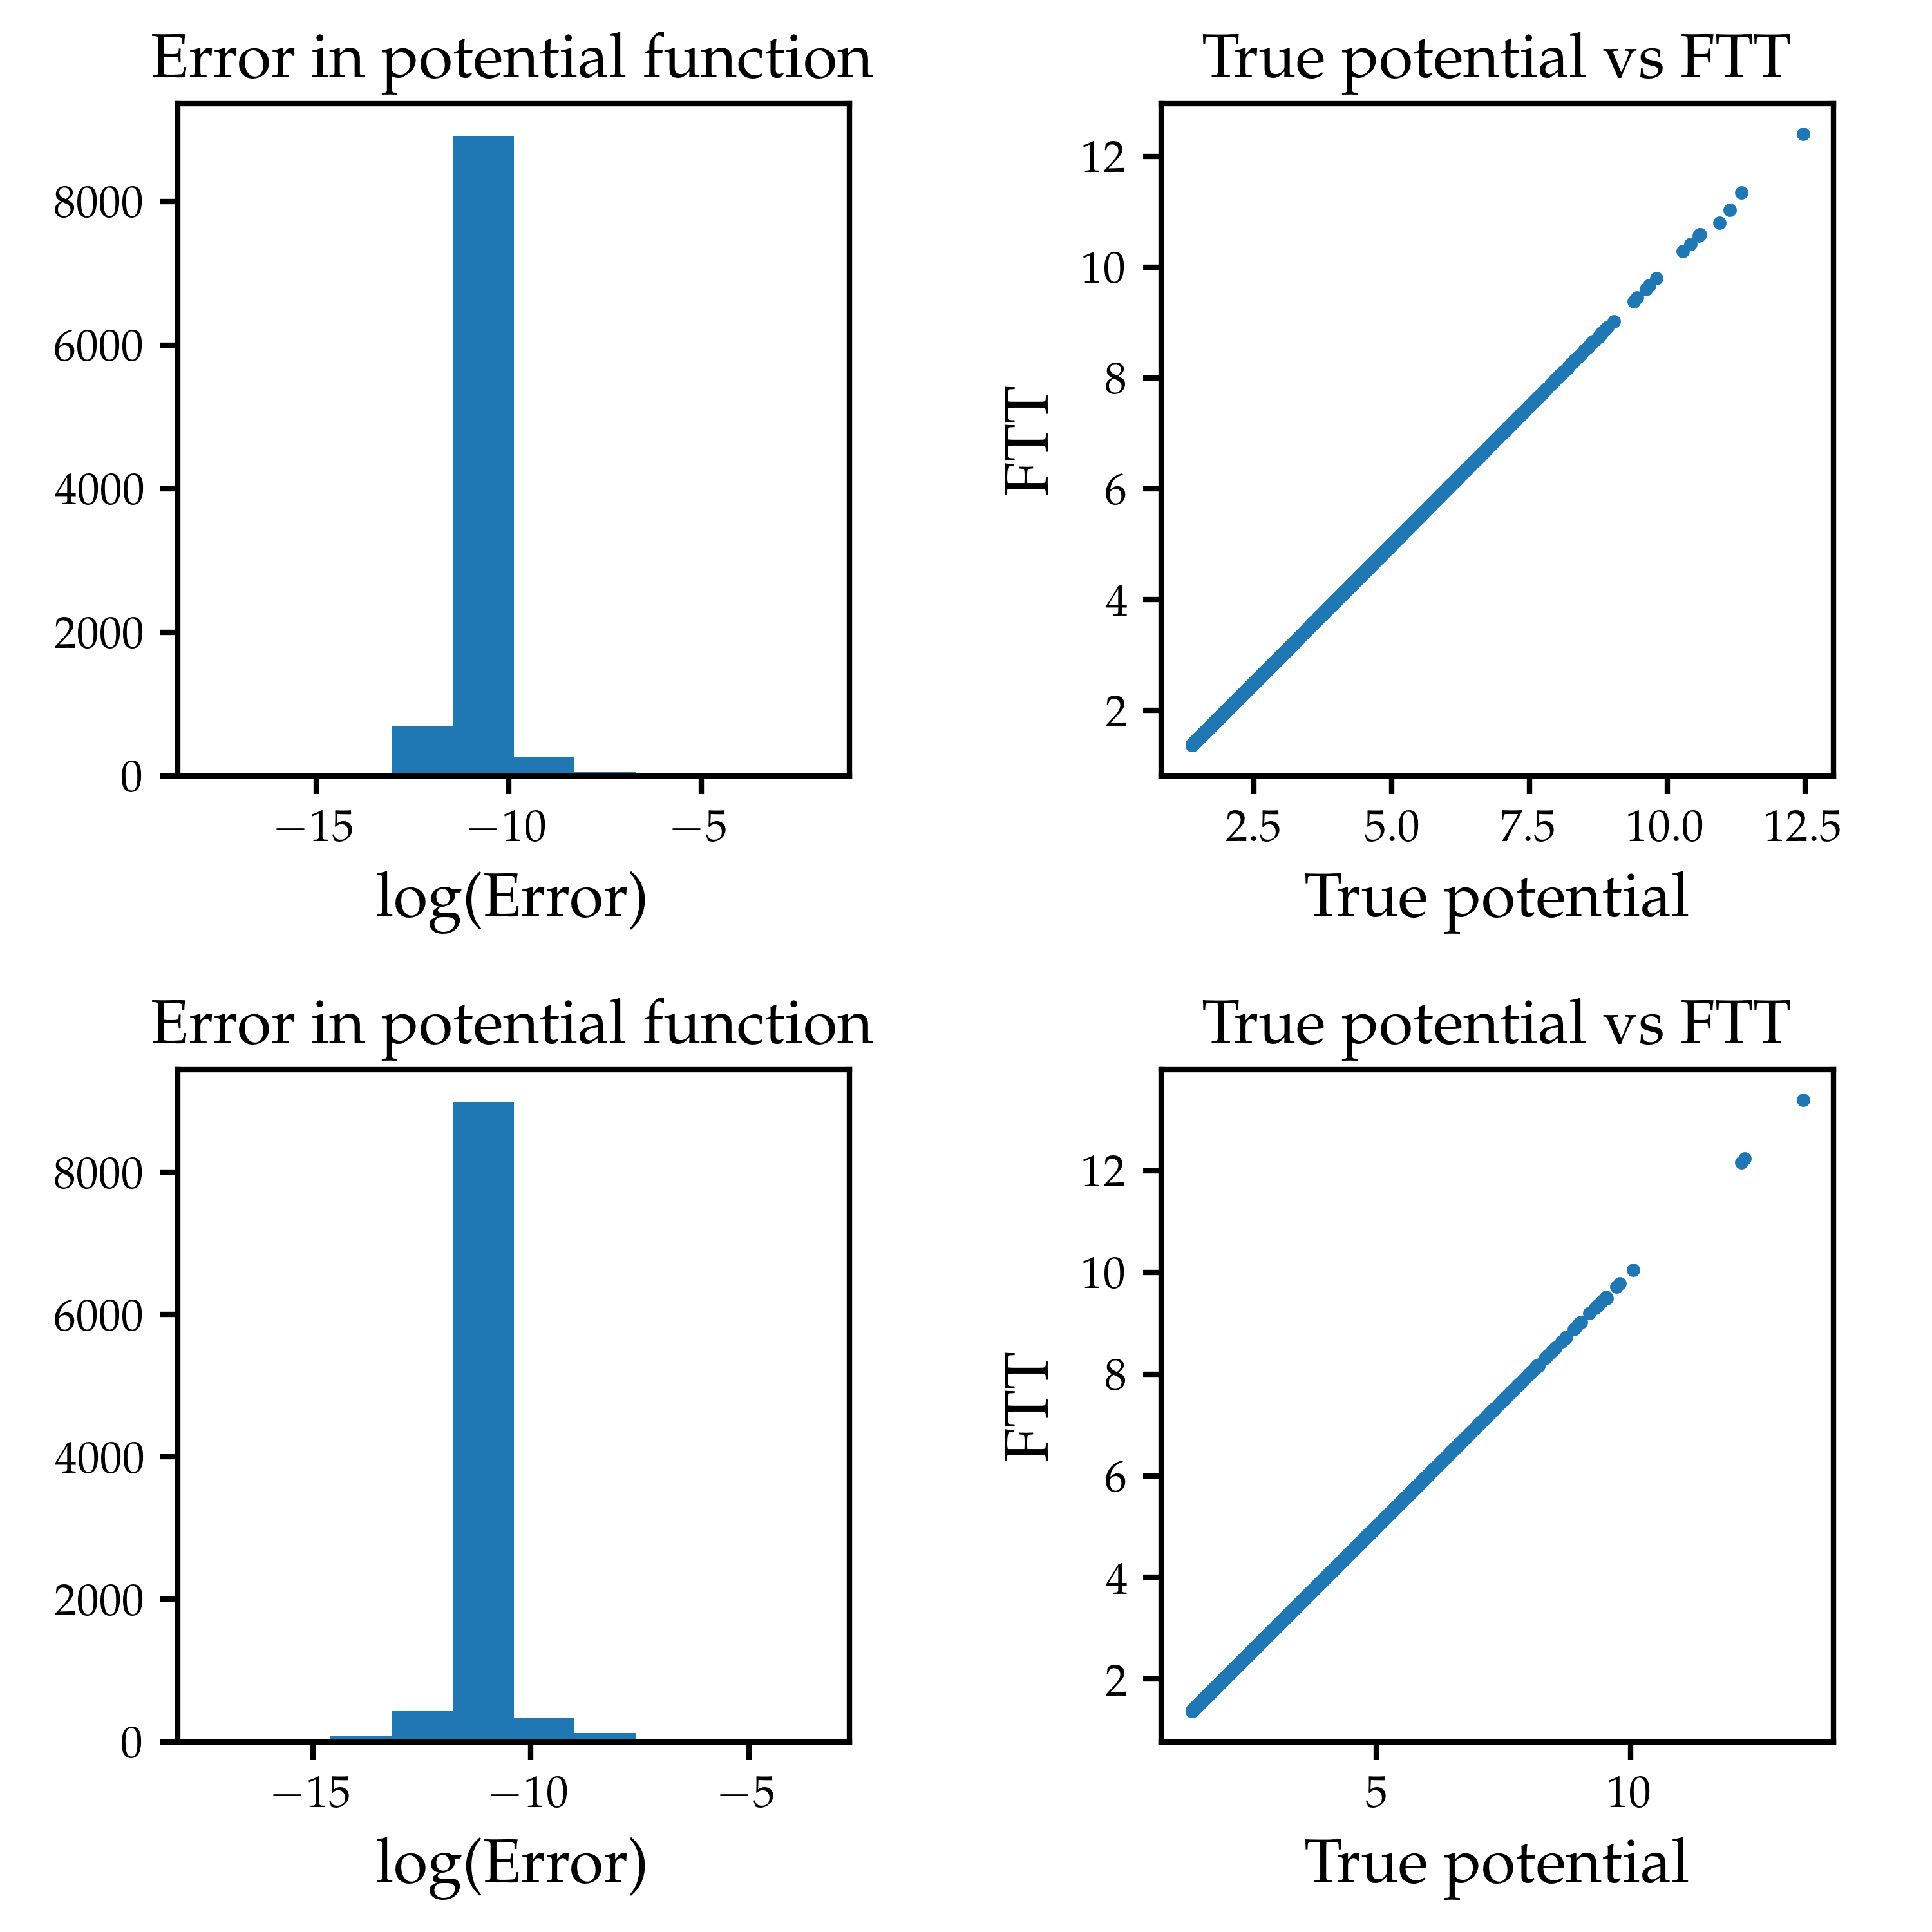 Error in potential function
8000
6000
4000
2000
0
−15 −10 −5
log(Error)
True potential vs FTT
12
10
8
6
4
2
FTT
2.5 5.0 7.5 10.0 12.5
True potential
Error in potential function
8000
6000
4000
2000
0
−15 −10 −5
log(Error)
True potential vs FTT
12
10
8
6
4
2
FTT
5 10
True potential